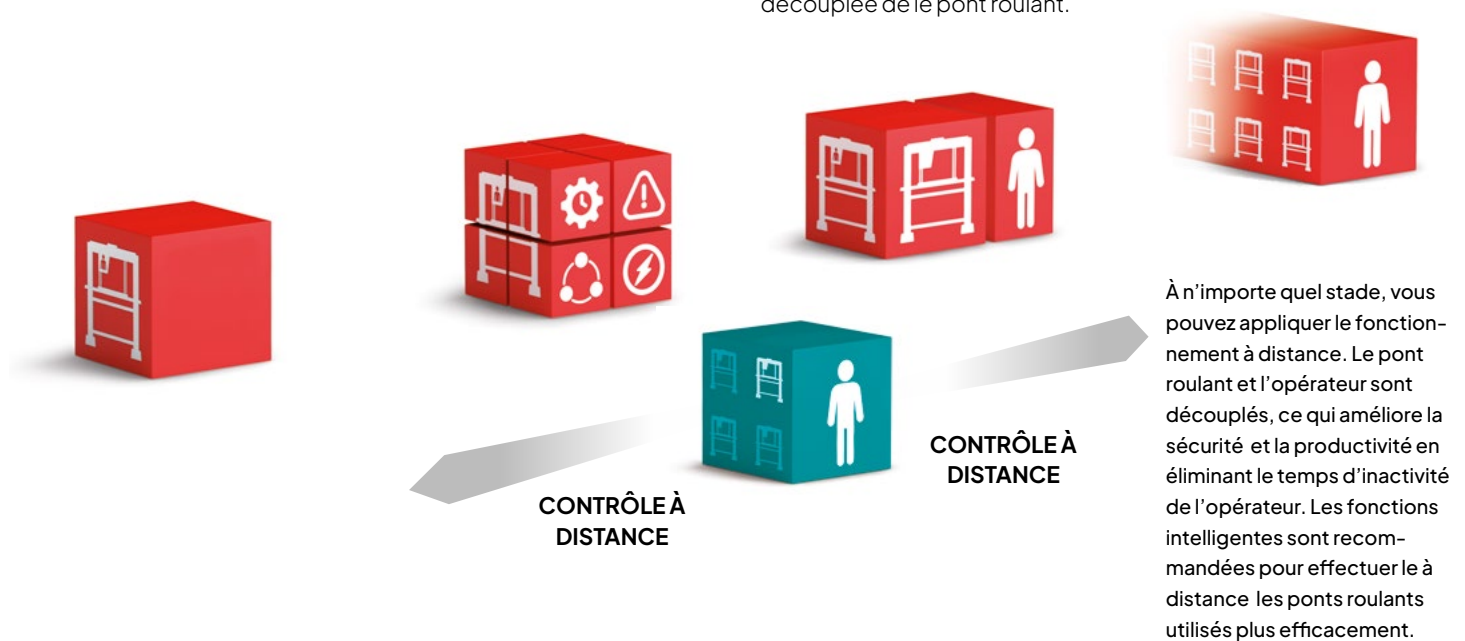 découplée de le pont roulant.
À n’importe quel stade, vous
pouvez appliquer le fonction-
nement à distance. Le pont
roulant et l’opérateur sont
découplés, ce qui améliore la
sécurité et la productivité en
éliminant le temps d’inactivité
de l’opérateur. Les fonctions
intelligentes sont recom-
mandées pour effectuer le à
distance les ponts roulants
utilisés plus efficacement.
CONTRÔLE À
DISTANCE
CONTRÔLE À
DISTANCE